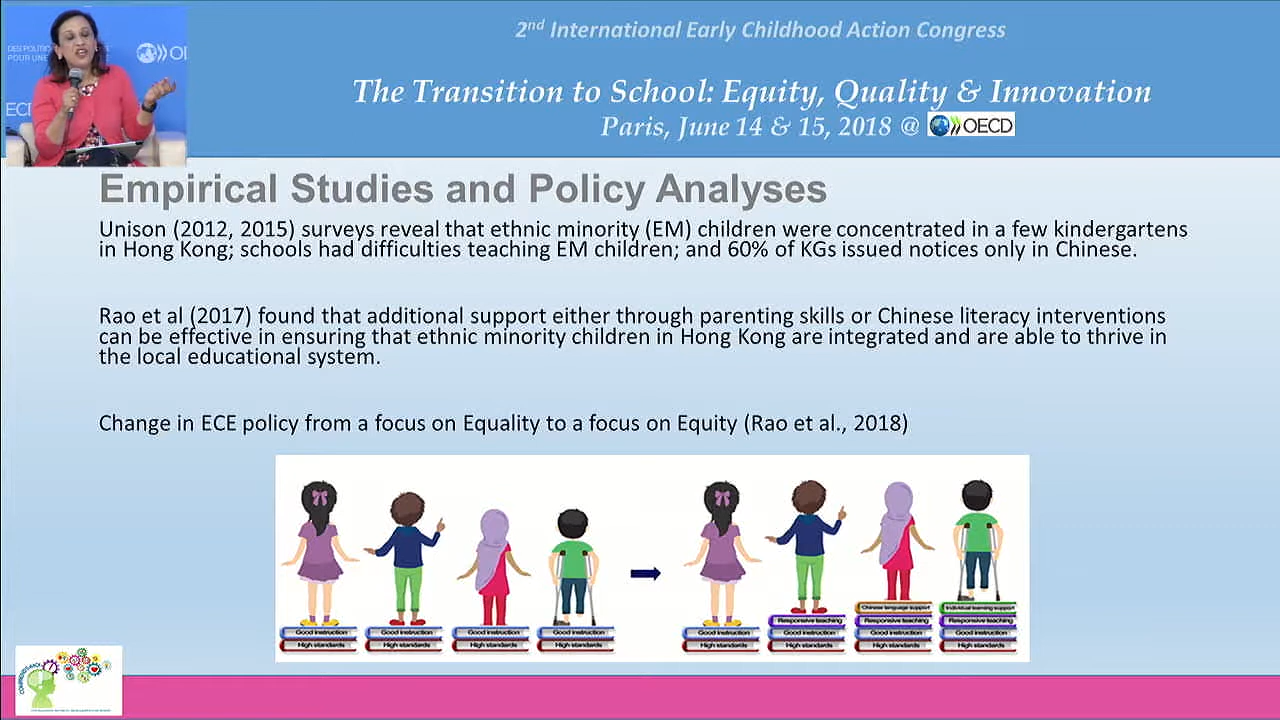 2nd International Early Childhood Action Congress
The Transition to School: Equity, Quality & Innovation
Paris, June 14 & 15, 2018 @ OECD
DES POLITI
POUR UNE
ECD
Empirical Studies and Policy Analyses
Unison (2012, 2015) surveys reveal that ethnic minority (EM) children were concentrated in a few kindergartens
in Hong Kong; schools had difficulties teaching EM children; and 60% of KGs issued notices only in Chinese.
Rao et al (2017) found that additional support either through parenting skills or Chinese literacy interventions
can be effective in ensuring that ethnic minority children in Hong Kong are integrated and are able to thrive in
the local educational system.
Change in ECE policy from a focus on Equality to a focus on Equity (Rao et al., 2018)
Good instruction
High standards
Good instruction
High standards
Good instruction
High standards
Good instruction
High standards
Good instruction
High standards
Responsive teaching
Good instruction
High standards
Chinese language support
Responsive teaching
Good instruction
High standards
Individual learning support
Responsive teaching
Good instruction
High standards